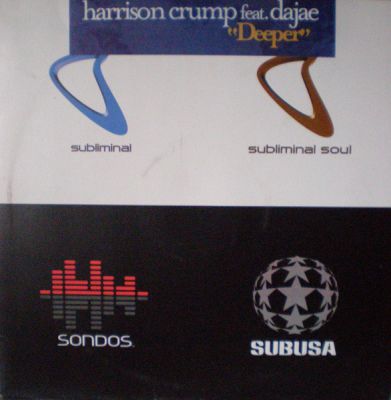 harrison crump feat. dajae
"Deeper"
subliminal
subliminal soul
SONDOS
SUBUSA